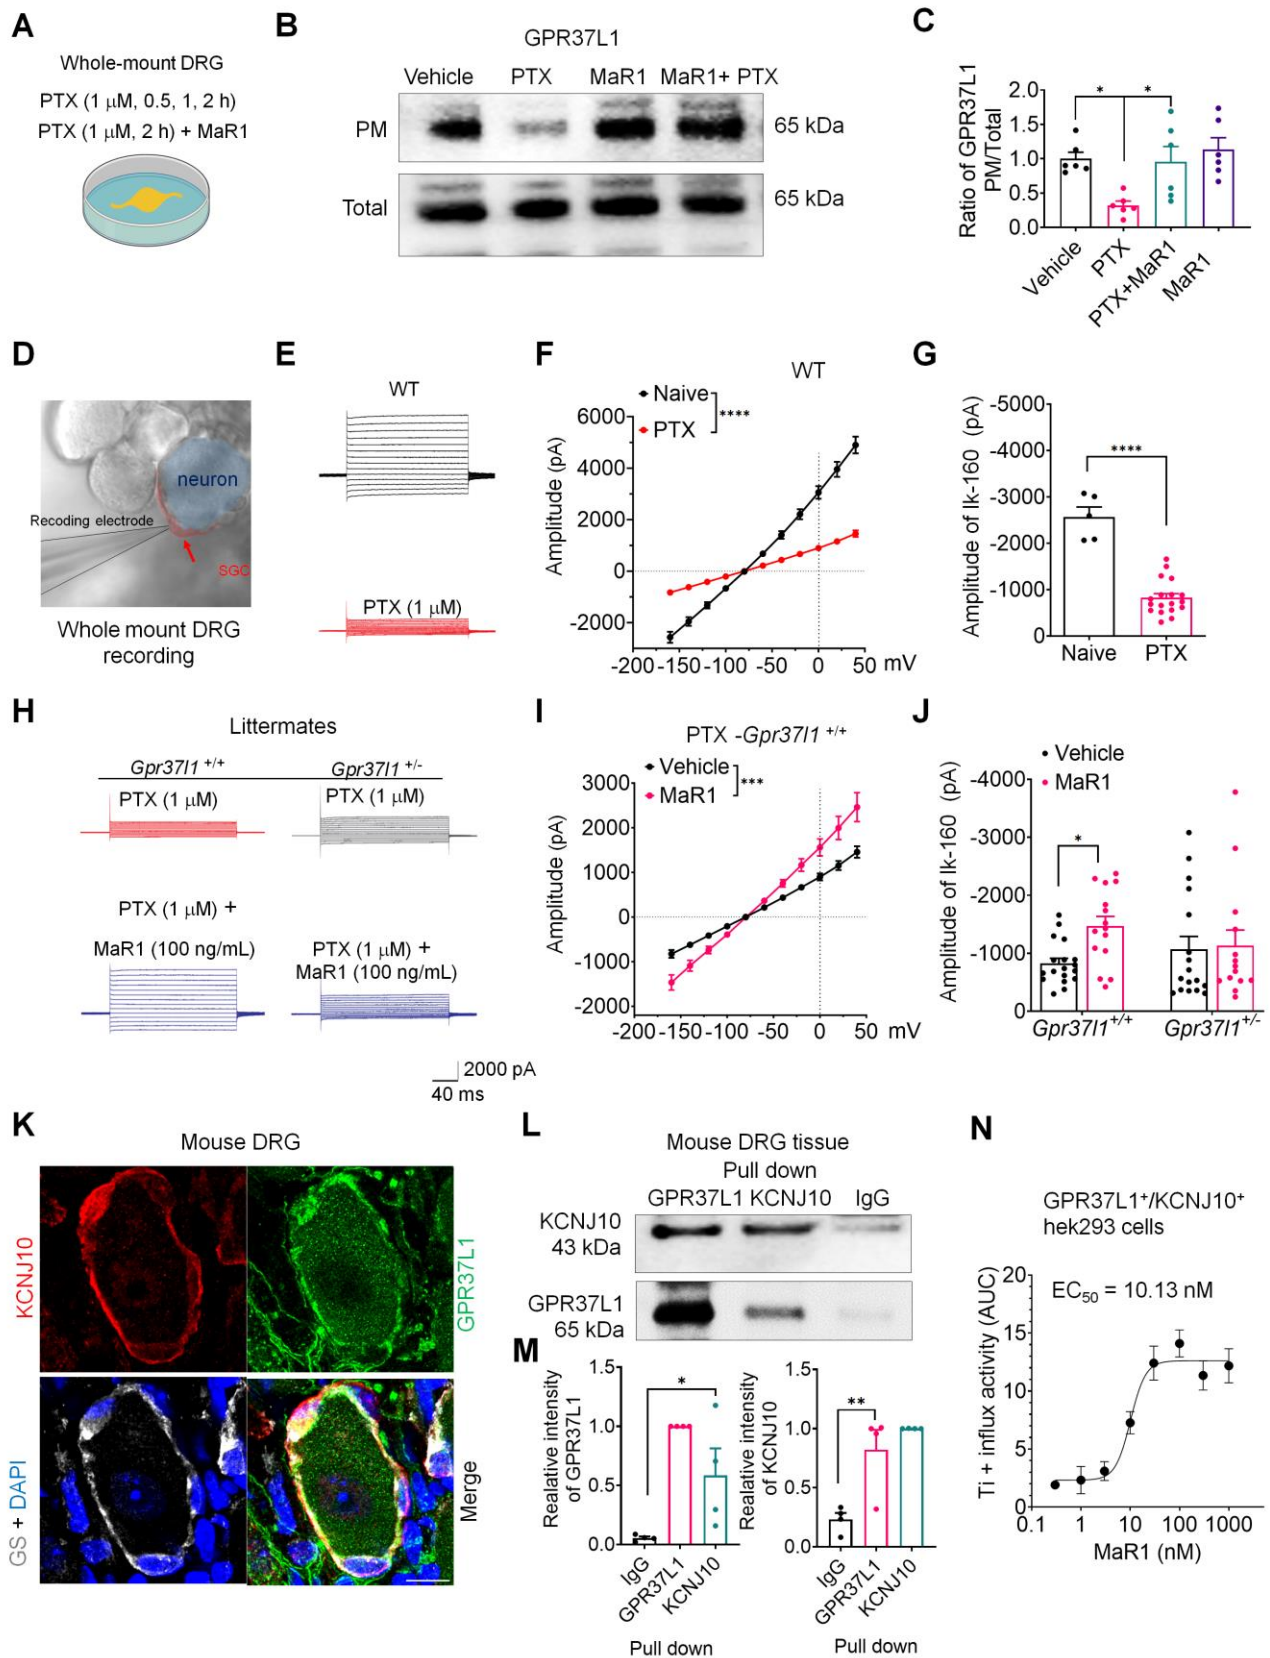 A
Whole-mount DRG
PTX (1 μM, 0.5, 1, 2 h)
PTX (1 μM, 2 h) + MaR1
B
GPR37L1
Vehicle PTX MaR1 MaR1+ PTX
PM 65 kDa
Total 65 kDa
C
Ratio of GPR37L1
PM/Total
2.0
1.5
1.0
0.5
0.0
* *
Vehicle
PTX
PTX+MaR1
MaR1
D
neuron
Recoding electrode
SGC
Whole mount DRG
recording
E
WT
PTX (1 μM)
F
WT
Naive
PTX
****
Amplitude (pA)
6000
4000
2000
0
-2000
-200 -150 -100 -50 0 50 mV
G
Amplitude of Ik-160 (pA)
-5000
-4000
-3000
-2000
-1000
0
****
Naive PTX
H
Littermates
Gpr37l1 +/+ Gpr37l1 +/-
PTX (1 μM) PTX (1 μM)
PTX (1 μM) +
MaR1 (100 ng/mL)
PTX (1 μM) +
MaR1 (100 ng/mL)
2000 pA
40 ms
I
PTX -Gpr37l1 +/+
Vehicle
MaR1
***
Amplitude (pA)
3000
2000
1000
0
-1000
-2000
-200 -150 -100 -50 0 50 mV
J
Vehicle
MaR1
Amplitude of Ik-160 (pA)
-4000
-3000
-2000
-1000
0
*
Gpr37l1+/+ Gpr37l1+/-
K
Mouse DRG
KCNJ10
GPR37L1
GS + DAPI
Merge
L
Mouse DRG tissue
Pull down
GPR37L1 KCNJ10 IgG
KCNJ10
43 kDa
GPR37L1
65 kDa
M
Realative intensity
of GPR37L1
1.5
1.0
0.5
0.0
*
IgG
GPR37L1
KCNJ10
Pull down
Realative intensity
of KCNJ10
1.5
1.0
0.5
0.0
**
IgG
GPR37L1
KCNJ10
Pull down
N
GPR37L1+/KCNJ10+
hek293 cells
EC50 = 10.13 nM
Ti + influx activity (AUC)
20
15
10
5
0
0.1 1 10 100 1000
MaR1 (nM)